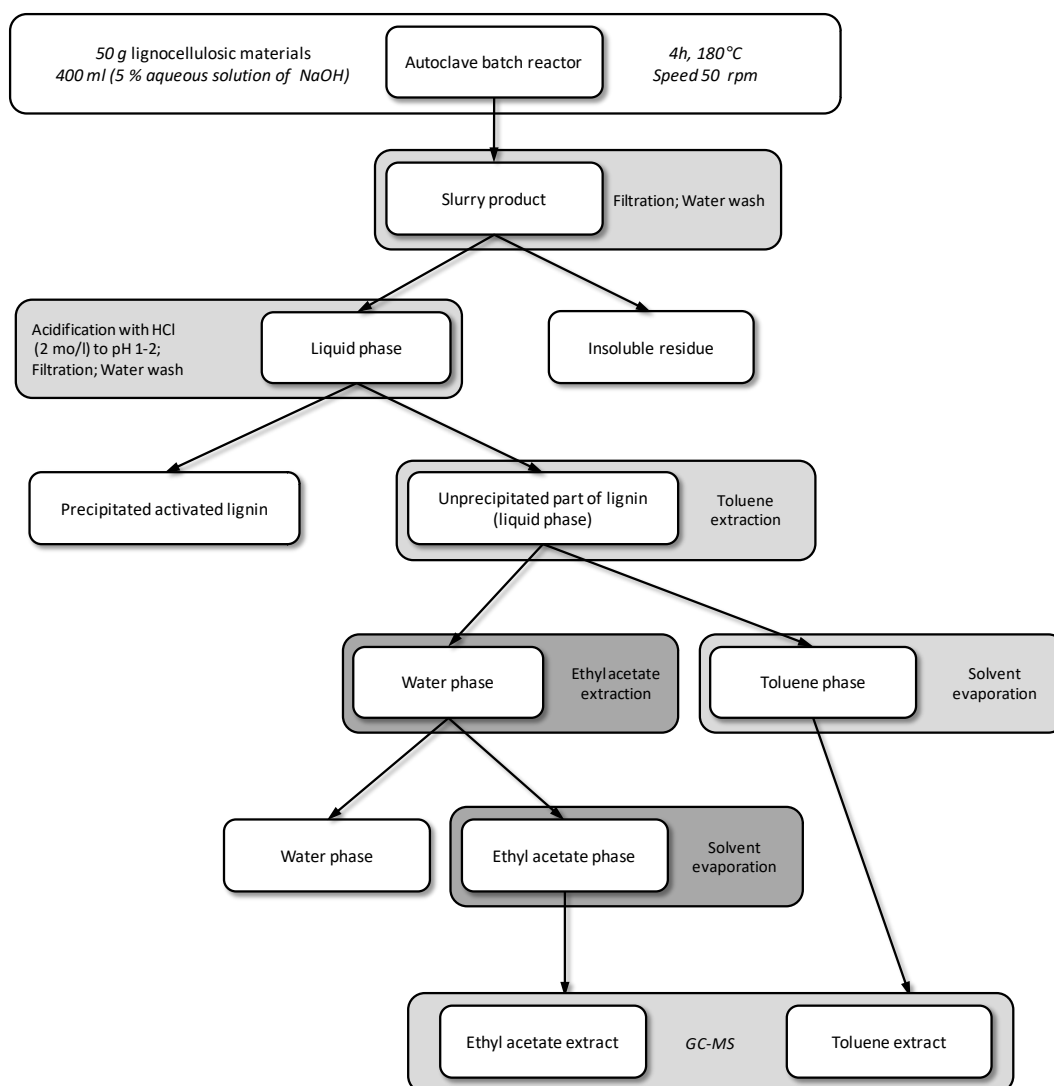 50 g lignocellulosic materials
400 ml (5 % aqueous solution of NaOH)
Autoclave batch reactor
4h, 180°C
Speed 50 rpm
Slurry product
Filtration; Water wash
Acidification with HCl
(2 mo/l) to pH 1-2;
Filtration; Water wash
Liquid phase
Insoluble residue
Precipitated activated lignin
Unprecipitated part of lignin
(liquid phase)
Toluene
extraction
Water phase
Ethyl acetate
extraction
Toluene phase
Solvent
evaporation
Water phase
Ethyl acetate phase
Solvent
evaporation
Ethyl acetate extract
GC-MS
Toluene extract